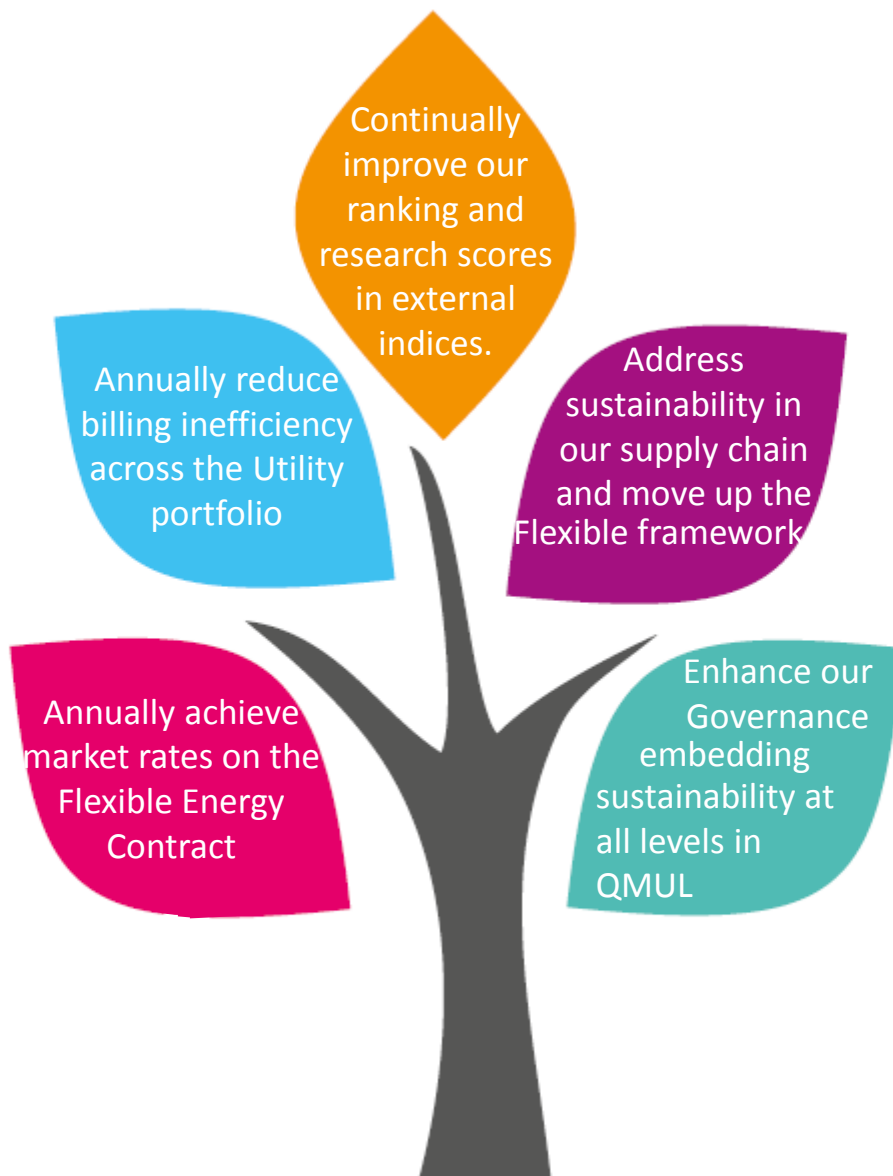 Continually
improve our
ranking and
research scores
in external
indices.
Annually reduce
billing inefficiency
across the Utility
portfolio
Address
sustainability in
our supply chain
and move up the
Flexible framework
Annually achieve
market rates on the
Flexible Energy
Contract
Enhance our
Governance
embedding
sustainability at
all levels in
QMUL